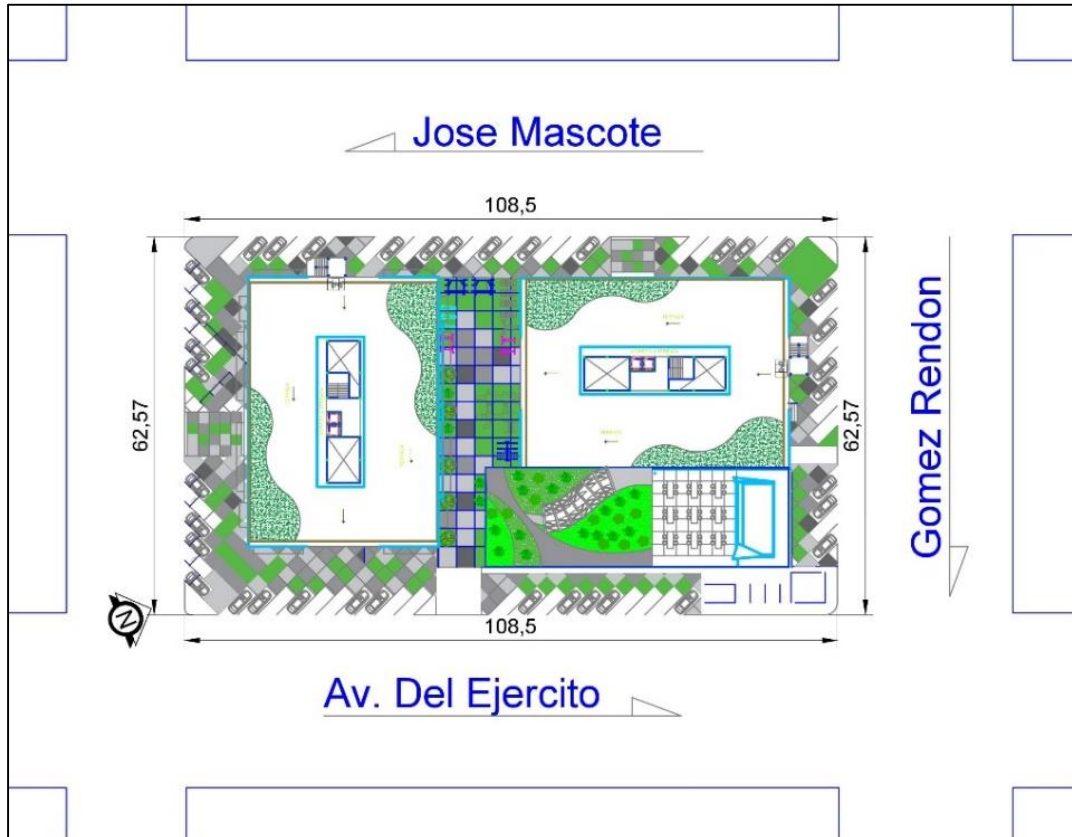 Jose Mascote
108,5
62,57
62,57
Gomez Rendon
N
108,5
Av. Del Ejercito